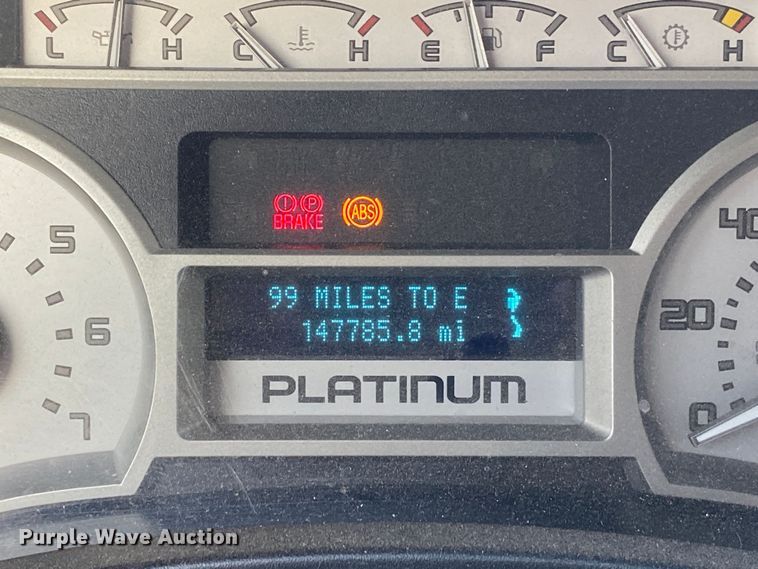 L H C H E F C H
(!) (P)
BRAKE
(ABS)
5
6
7
99 MILES TO E
147785.8 mi
PLATINUM
40
20
0
Purple Wave Auction